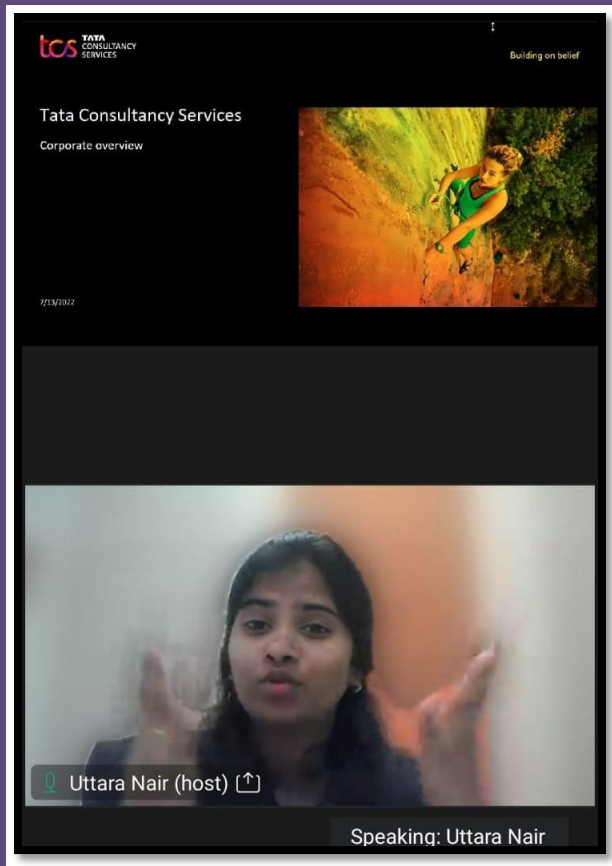 tcs TATA
CONSULTANCY
SERVICES
Building on belief
Tata Consultancy Services
Corporate overview
7/13/2022
Uttara Nair (host)
Speaking: Uttara Nair